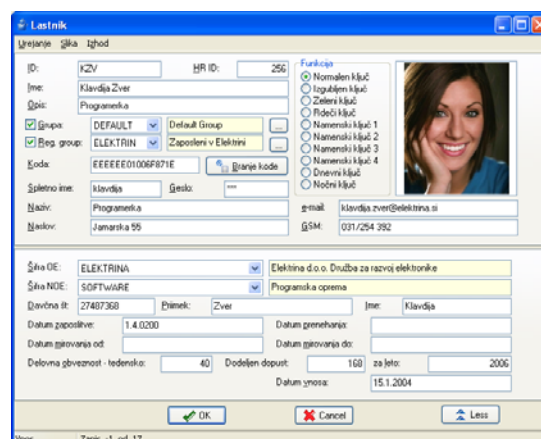 Lastnik
Urejanje Slika Izhod
ID: KZV HR ID: 256
Ime: Klavdija Zver
Opis: Programerka
Grupa: DEFAULT Default Group ...
Reg. group: ELEKTRIN Zaposleni v Elektrini ...
Koda: EEEEEE01006F871E Branje kode
Spletno ime: klavdija Geslo: ***
Naziv: Programerka
Naslov: Jamarska 55
Funkcija
Normalen ključ
Izgubljen ključ
Zeleni ključ
Rdeči ključ
Namenski ključ 1
Namenski ključ 2
Namenski ključ 3
Namenski ključ 4
Dnevni ključ
Nočni ključ
e-mail: klavdija.zver@elektrina.si
GSM: 031/254 392
Šifra OE: ELEKTRINA Elektrina d.o.o. Družba za razvoj elektronike
Šifra NOE: SOFTWARE Programska oprema
Davčna št: 27487368 Priimek: Zver Ime: Klavdija
Datum zaposlitve: 1.4.0200 Datum prenehanja:
Datum mirovanja od: Datum mirovanja do:
Delovna obveznost - tedensko: 40 Dodeljen dopust: 168 za leto: 2006
Datum vnosa: 15.1.2004
OK Cancel Less
Vnos Zapis -1 od 17